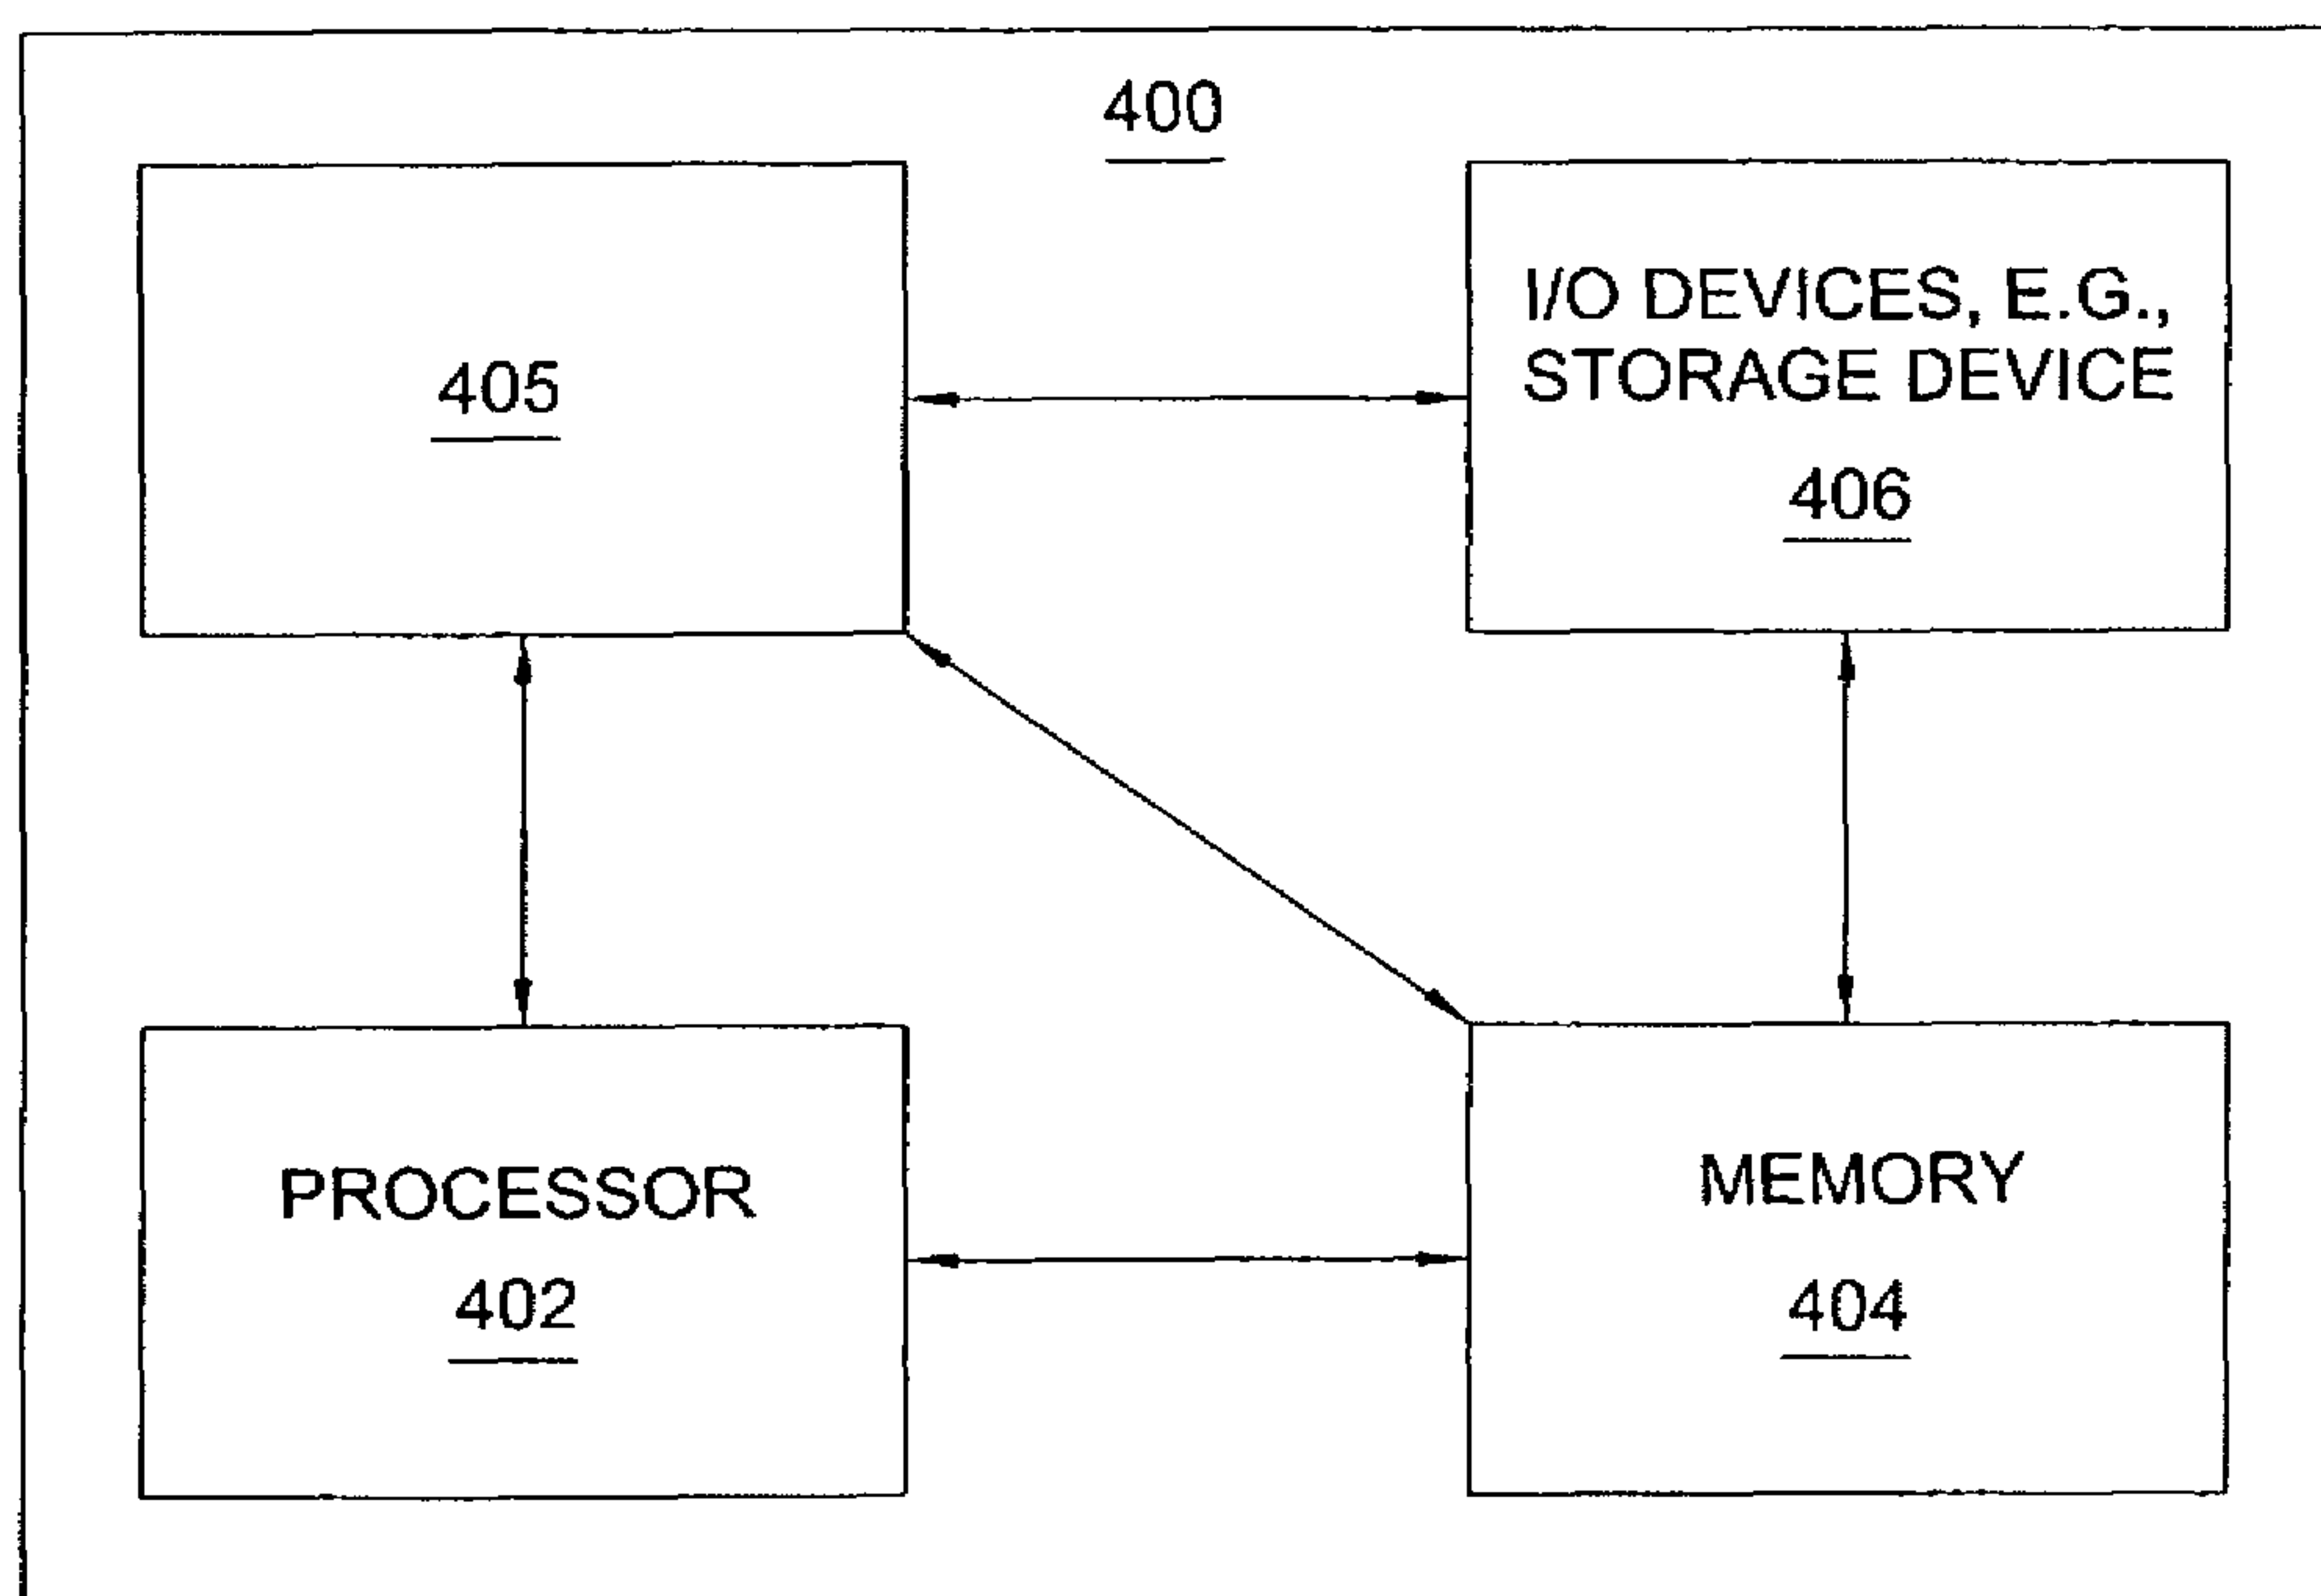 400
405
I/O DEVICES, E.G.,
STORAGE DEVICE
406
PROCESSOR
402
MEMORY
404